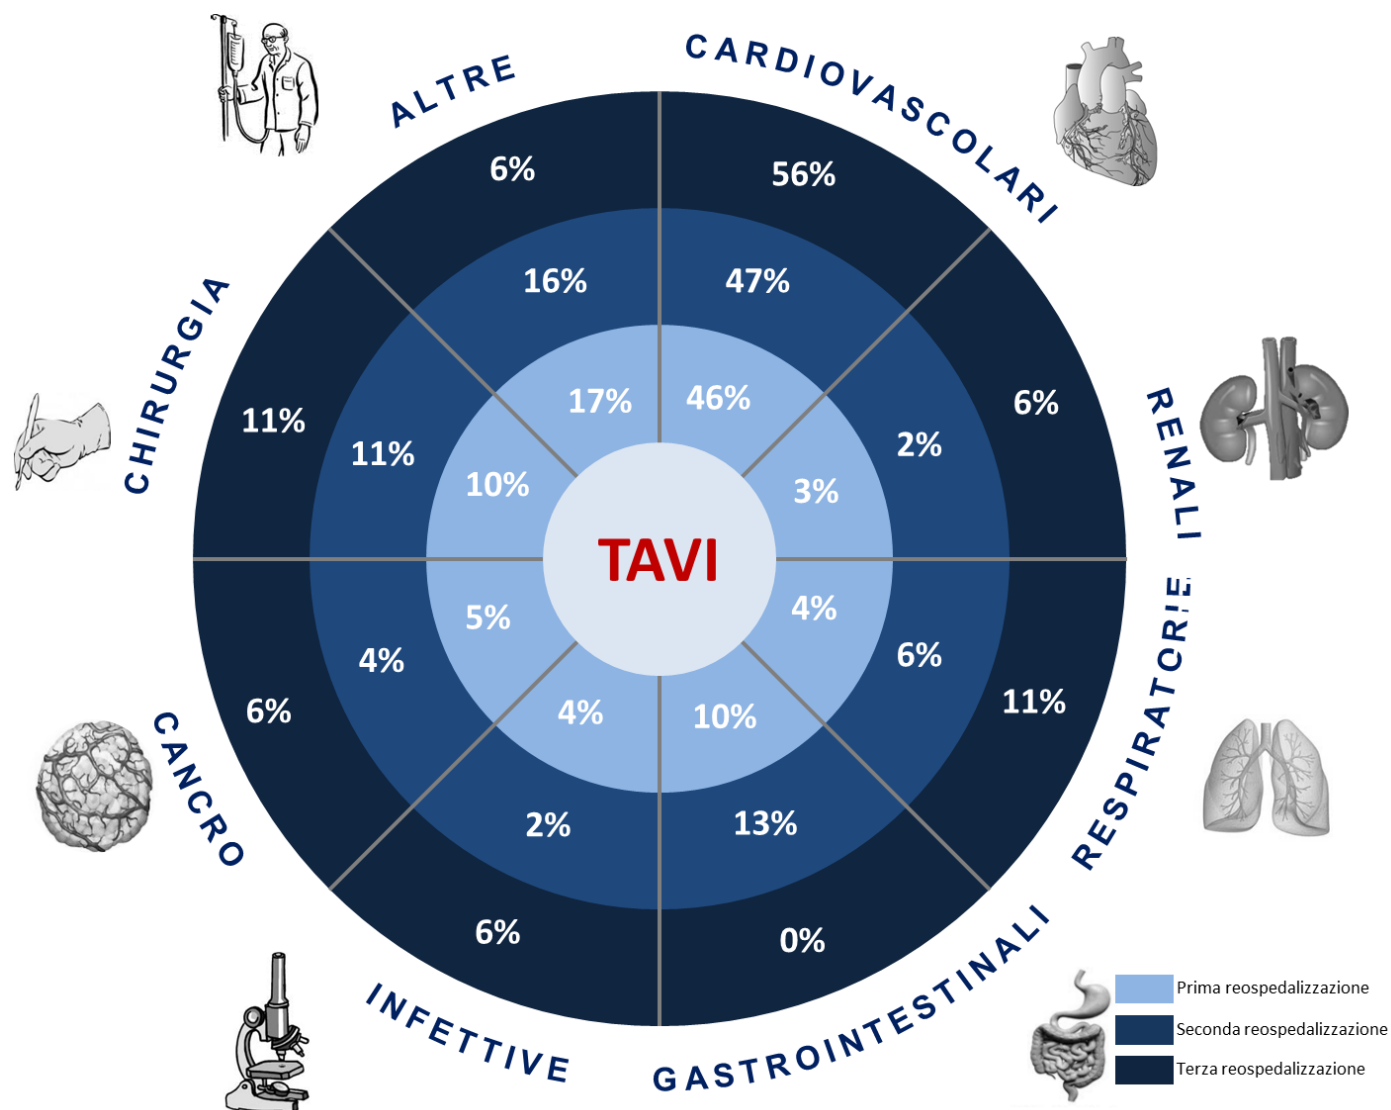 ALTRE
CARDIOVASCOLARI
6%
56%
16%
47%
CHIRURGIA
17%
46%
RENALI
11%
6%
11%
2%
10%
3%
TAVI
RESPIRATORIE
5%
4%
4%
6%
6%
11%
CANCRO
4%
10%
2%
13%
6%
0%
INFETTIVE
GASTROINTESTINALI
Prima reospedalizzazione
Seconda reospedalizzazione
Terza reospedalizzazione